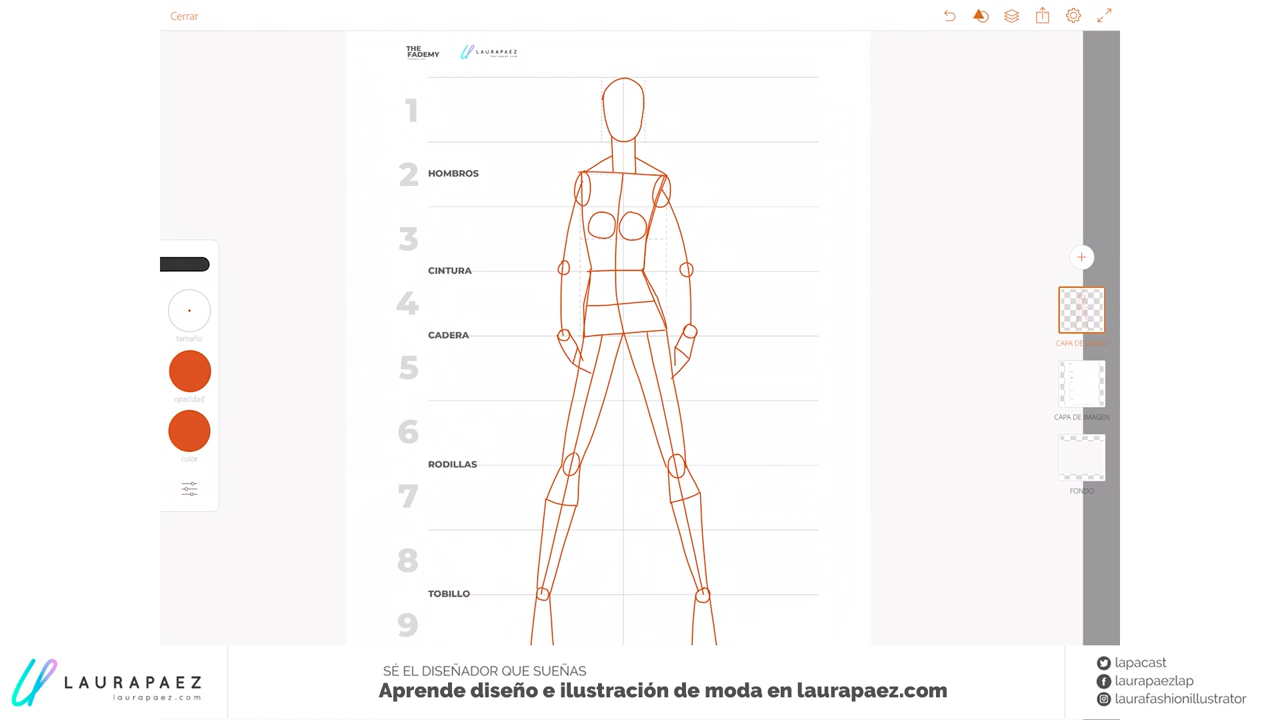 Cerrar
THE
FADEMY
LAURAPAEZ
1
2 HOMBROS
3
CINTURA
4
CADERA
5
6
RODILLAS
7
8
TOBILLO
9
tamaño
opacidad
color
CAPA DE IMAGEN
FONDO
LAURAPAEZ
laurapaez.com
SÉ EL DISEÑADOR QUE SUEÑAS
Aprende diseño e ilustración de moda en laurapaez.com
lapacast
laurapaezlap
laurafashionillustrator